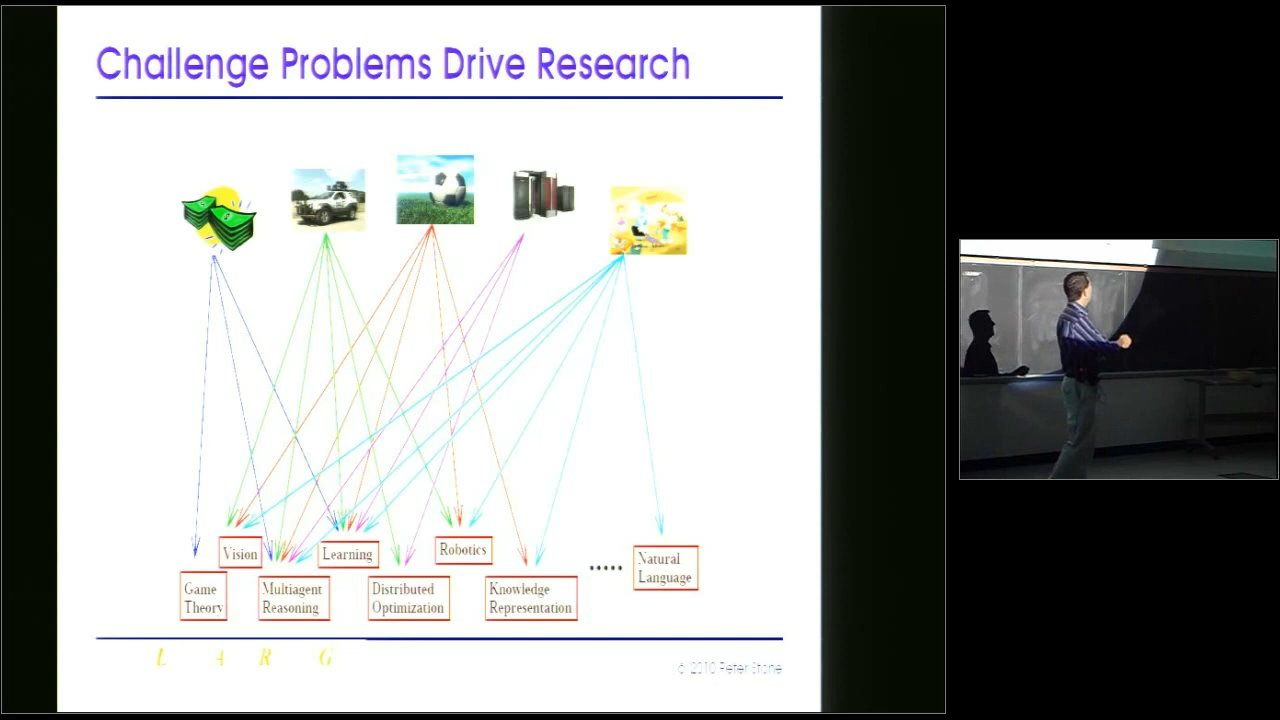 Challenge Problems Drive Research
Vision
Learning
Robotics
.....
Natural
Language
Game
Theory
Multiagent
Reasoning
Distributed
Optimization
Knowledge
Representation
L A R G
© 2010 Peter Stone